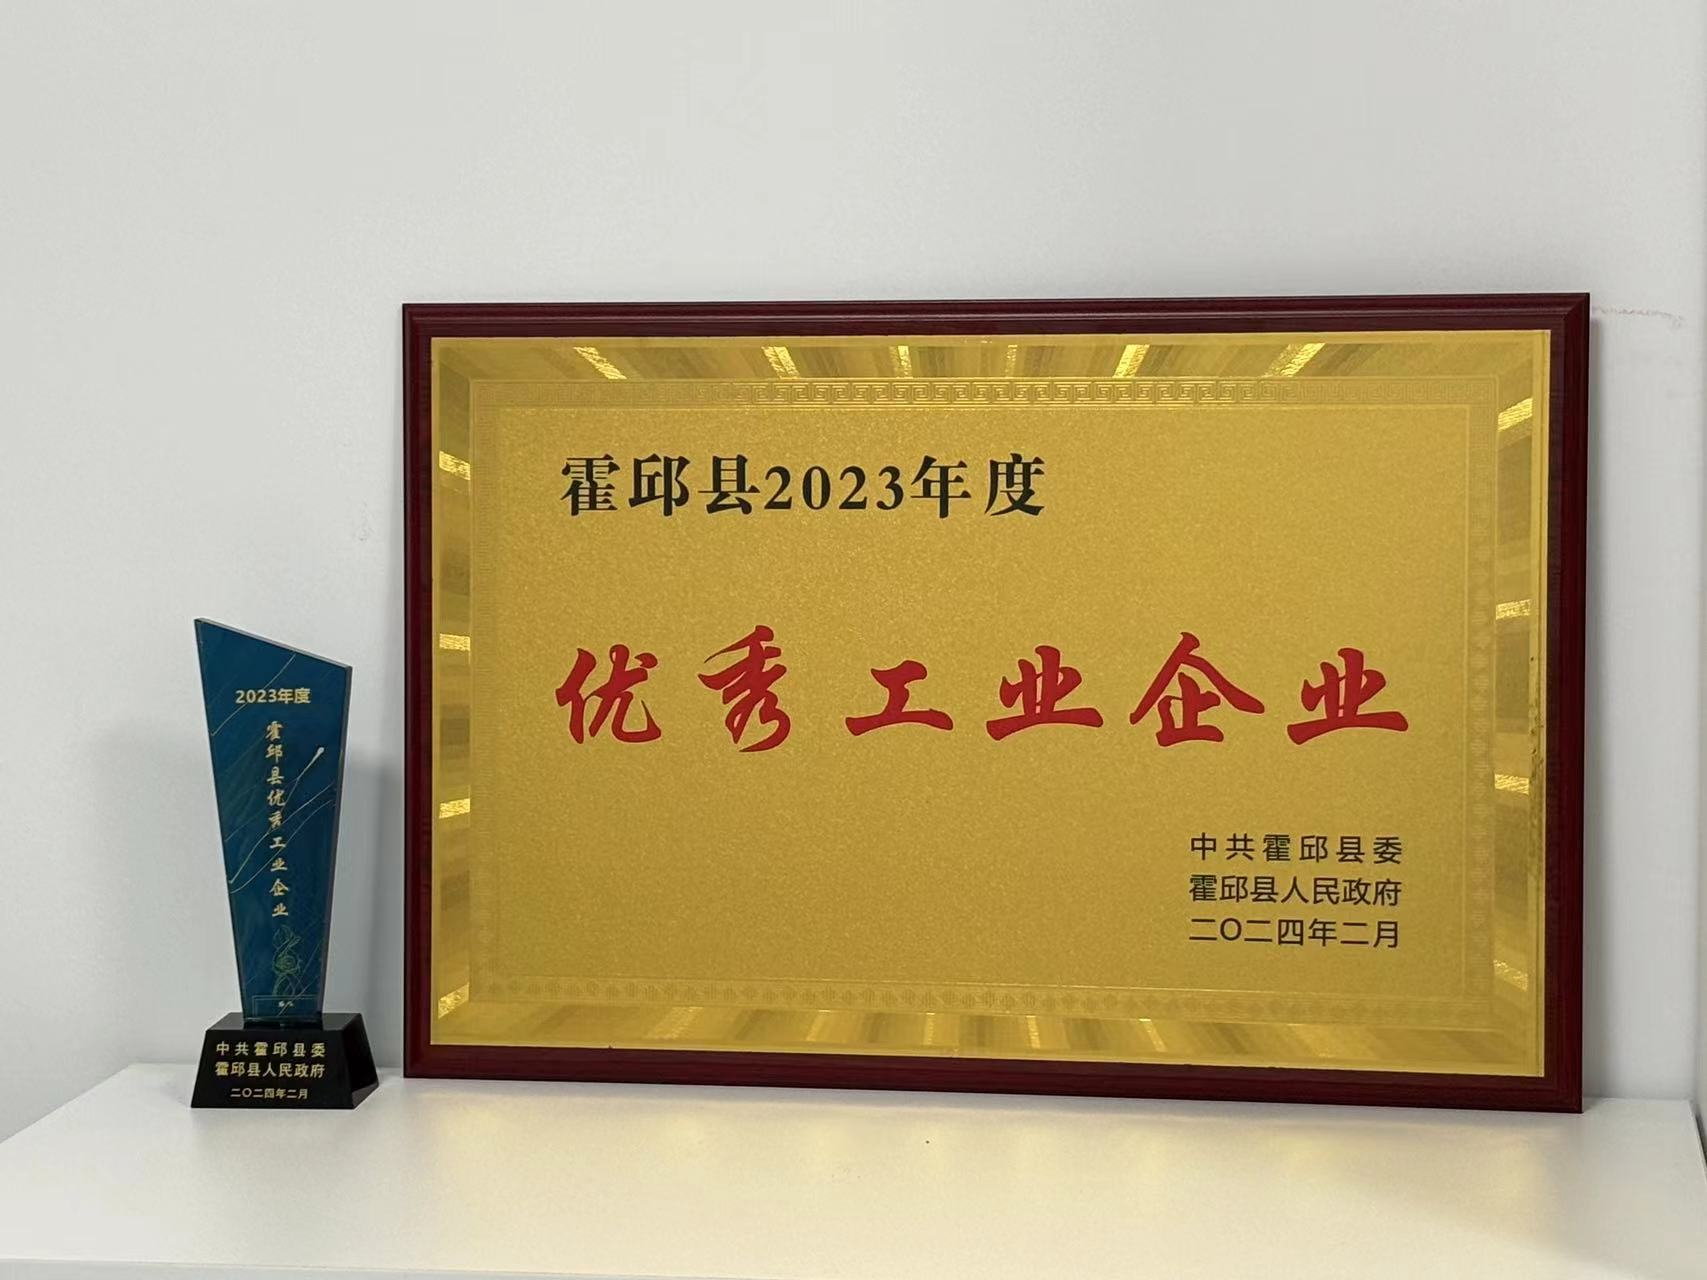 霍邱县2023年度
优秀工业企业
中共霍邱县委
霍邱县人民政府
二〇二四年二月
2023年度
霍邱县优秀工业企业
中共霍邱县委
霍邱县人民政府
二〇二四年二月